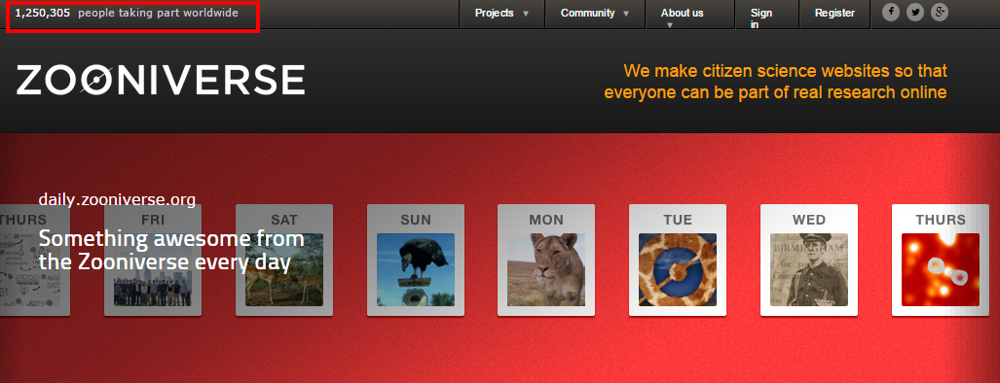 1,250,305 people taking part worldwide
Projects
Community
About us
Sign in
Register
ZOONIVERSE
We make citizen science websites so that
everyone can be part of real research online
daily.zooniverse.org
THURS
FRI
SAT
SUN
MON
TUE
WED
THURS
Something awesome from
the Zooniverse every day
BIRMINGHAM